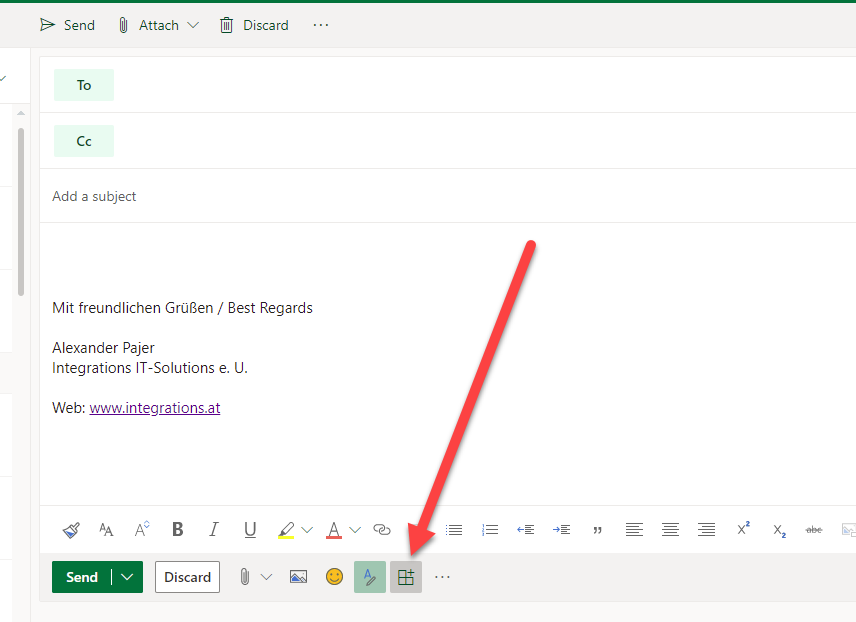 Send Attach Discard
To
Cc
Add a subject
Mit freundlichen Grüßen / Best Regards
Alexander Pajer
Integrations IT-Solutions e. U.
Web: www.integrations.at
Send Discard